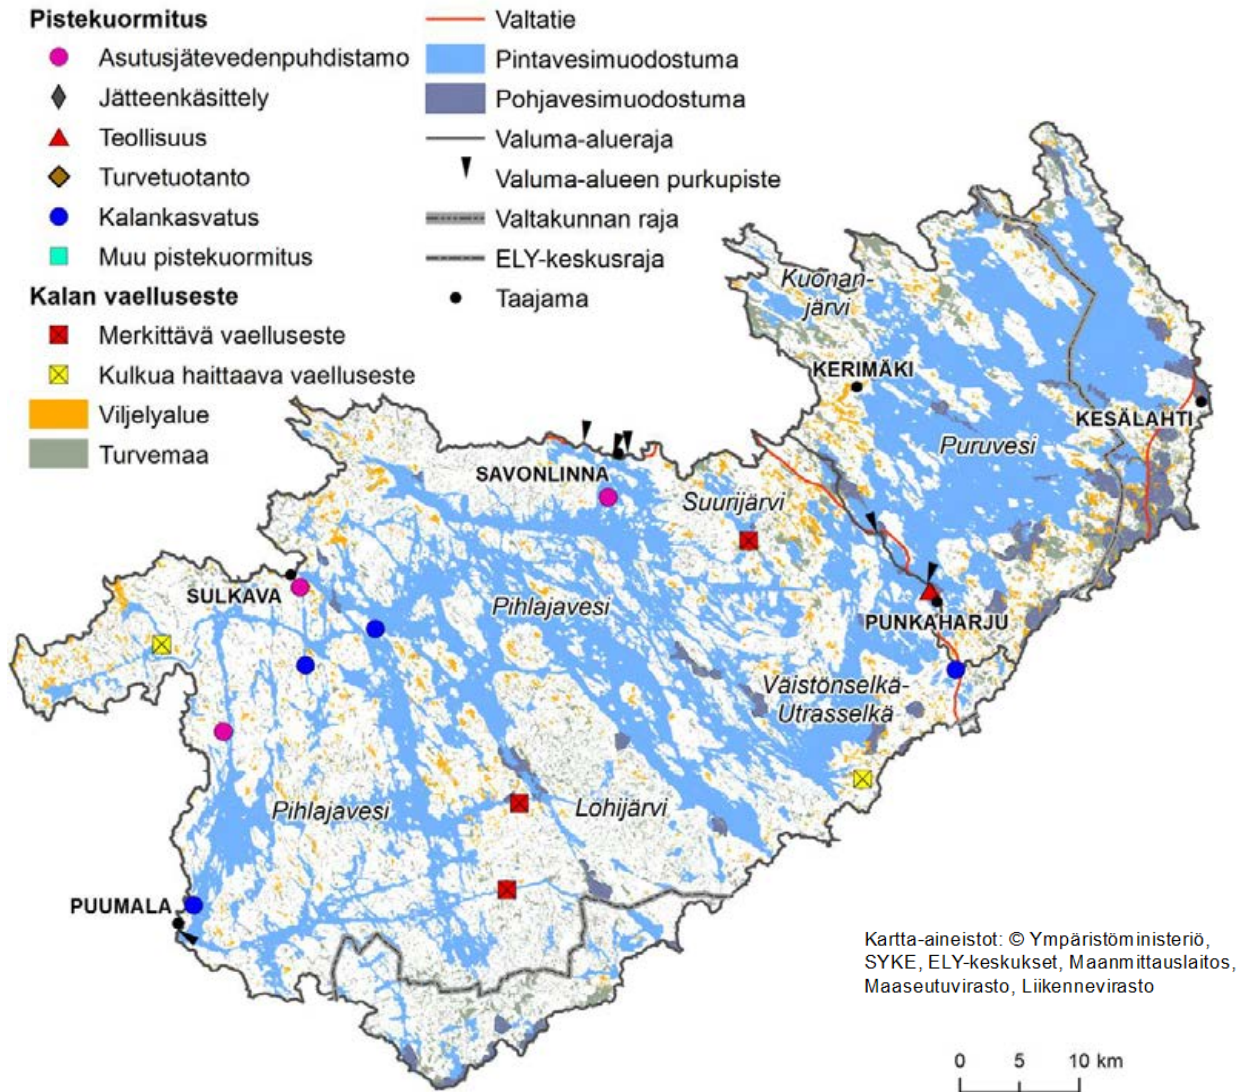 Pistekuormitus
Asutusjätevedenpuhdistamo
Jätteenkäsittely
Teollisuus
Turvetuotanto
Kalankasvatus
Muu pistekuormitus
Kalan vaelluseste
Merkittävä vaelluseste
Kulkua haittaava vaelluseste
Viljelyalue
Turvemaa
Valtatie
Pintavesimuodostuma
Pohjavesimuodostuma
Valuma-alueraja
Valuma-alueen purkupiste
Valtakunnan raja
ELY-keskusraja
Taajama
Kuonan-
järvi
KERIMÄKI
KESÄLAHTI
Puruvesi
SAVONLINNA
Suurijärvi
SULKAVA
Pihlajavesi
PUNKAHARJU
Väistönselkä-
Utrasselkä
Pihlajavesi
Lohijärvi
PUUMALA
Kartta-aineistot: © Ympäristöministeriö,
SYKE, ELY-keskukset, Maanmittauslaitos,
Maaseutuvirasto, Liikennevirasto
0 5 10 km